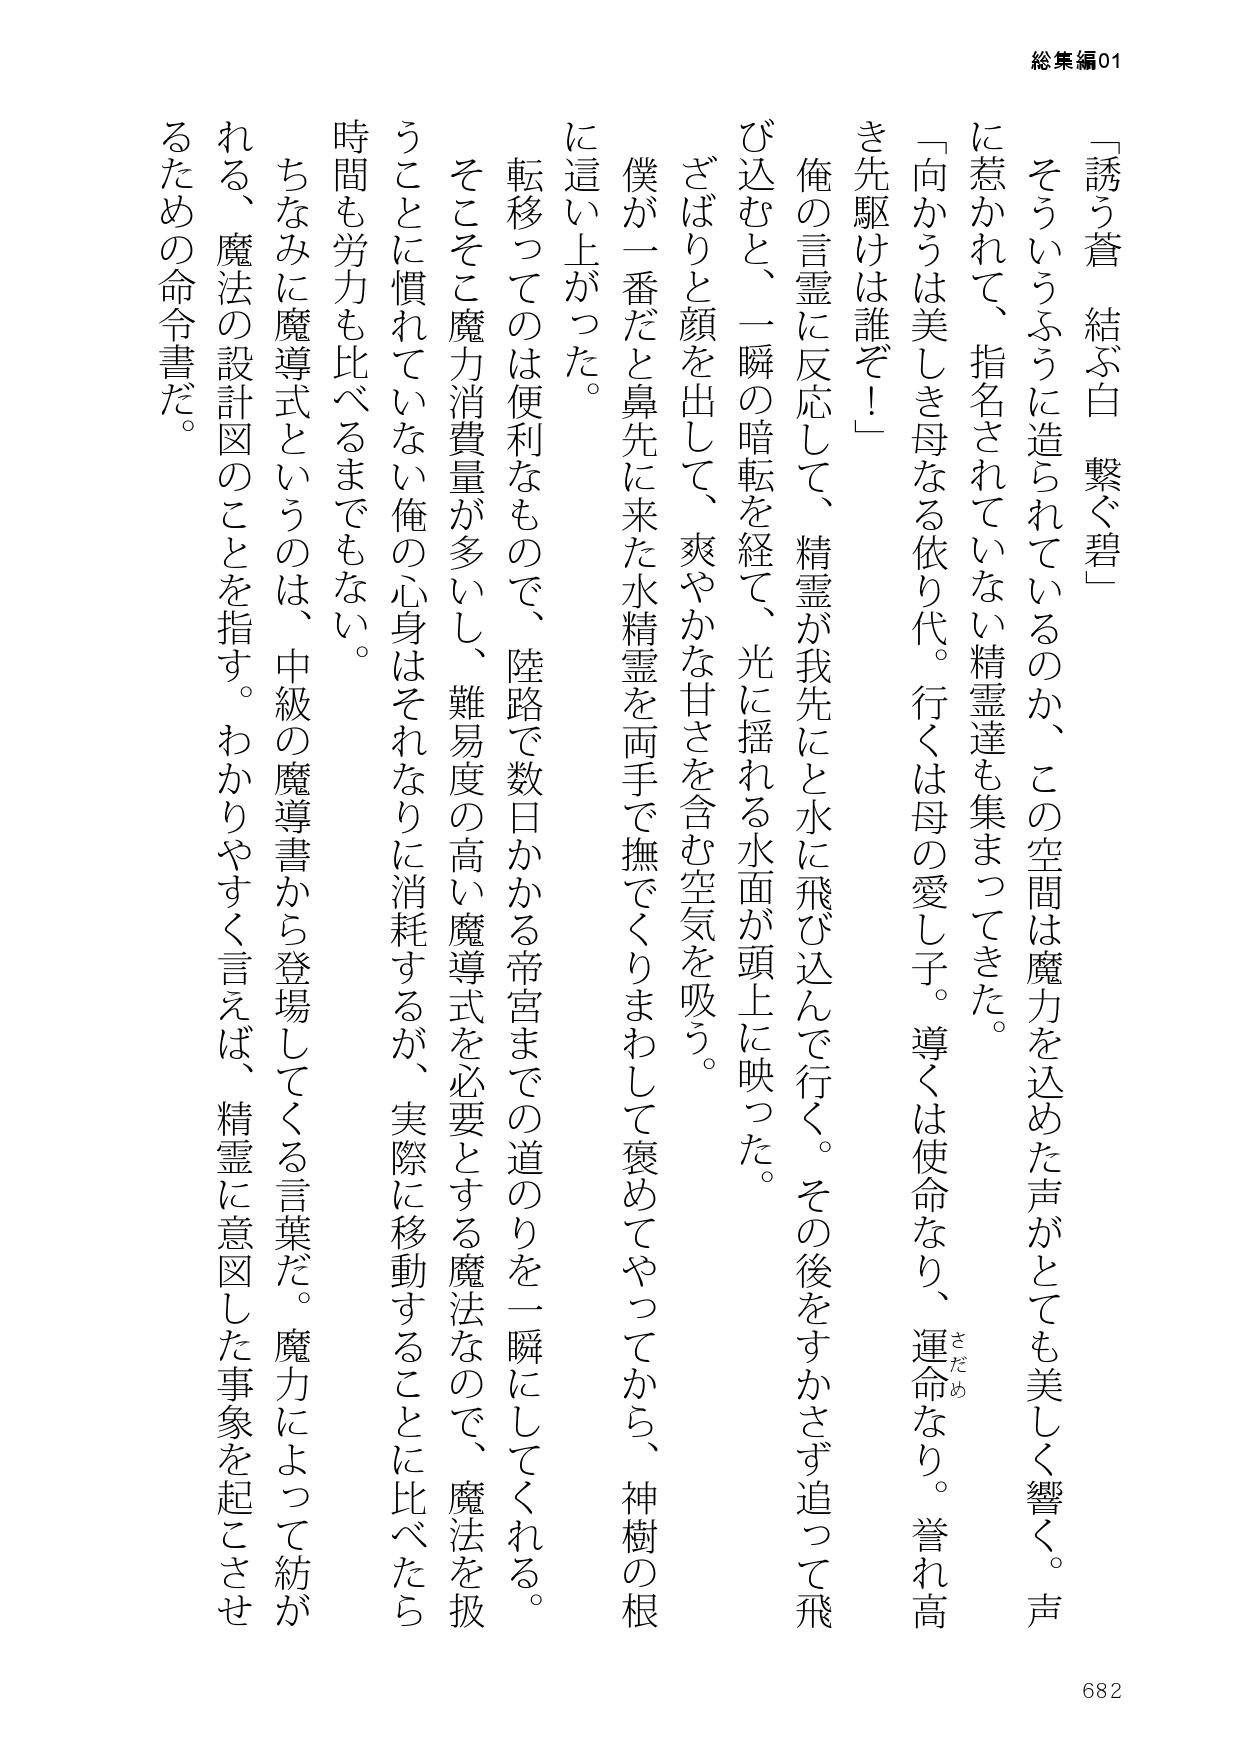 総集編01
「誘う蒼　結ぶ白　繋ぐ碧」
　そういうふうに造られているのか、この空間は魔力を込めた声がとても美しく響く。声
に惹かれて、指名されていない精霊達も集まってきた。
「向かうは美しき母なる依り代。行くは母の愛し子。導くは使命なり、運命なり。誉れ高
さだめ
き先駆けは誰ぞ！」
　俺の言霊に反応して、精霊が我先にと水に飛び込んで行く。その後をすかさず追って飛
び込むと、一瞬の暗転を経て、光に揺れる水面が頭上に映った。
　ざばりと顔を出して、爽やかな甘さを含む空気を吸う。
　僕が一番だと鼻先に来た水精霊を両手で撫でくりまわして褒めてやってから、神樹の根
に這い上がった。
　転移ってのは便利なもので、陸路で数日かかる帝宮までの道のりを一瞬にしてくれる。
　そこそこ魔力消費量が多いし、難易度の高い魔導式を必要とする魔法なので、魔法を扱
うことに慣れていない俺の心身はそれなりに消耗するが、実際に移動することに比べたら
時間も労力も比べるまでもない。
　ちなみに魔導式というのは、中級の魔導書から登場してくる言葉だ。魔力によって紡が
れる、魔法の設計図のことを指す。わかりやすく言えば、精霊に意図した事象を起こさせ
るための命令書だ。
682